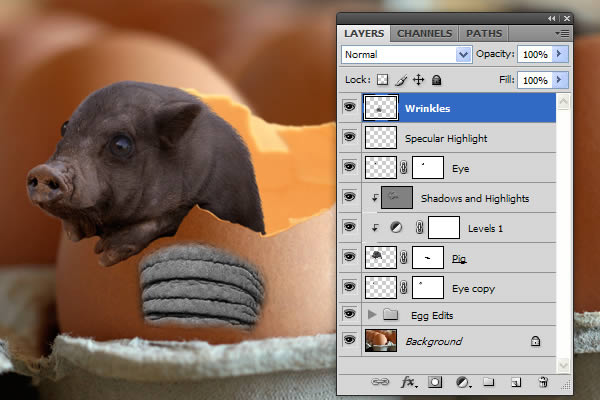 LAYERS CHANNELS PATHS
Normal Opacity: 100%
Lock: Fill: 100%
Wrinkles
Specular Highlight
Eye
Shadows and Highlights
Levels 1
Pig
Eye copy
Egg Edits
Background
fx